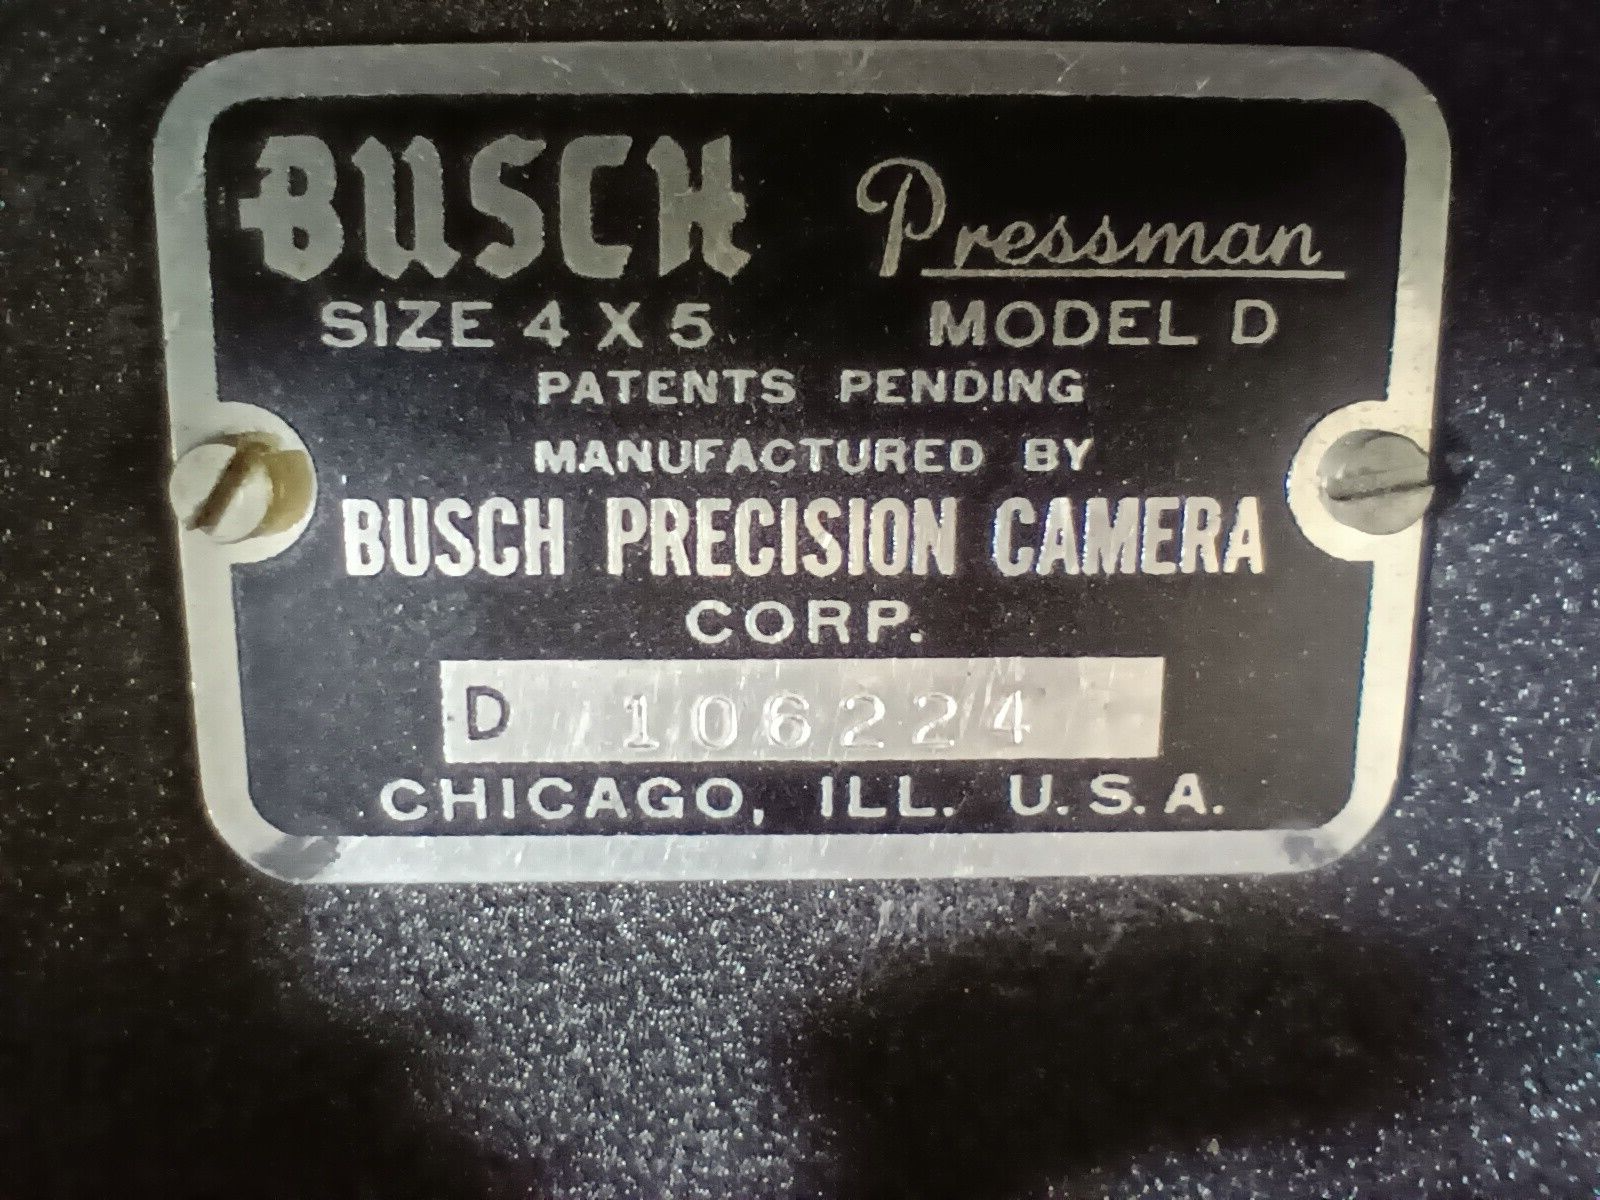 BUSCH Pressman
SIZE 4 X 5 MODEL D
PATENTS PENDING
MANUFACTURED BY
BUSCH PRECISION CAMERA
CORP.
D 106224
CHICAGO, ILL. U.S.A.